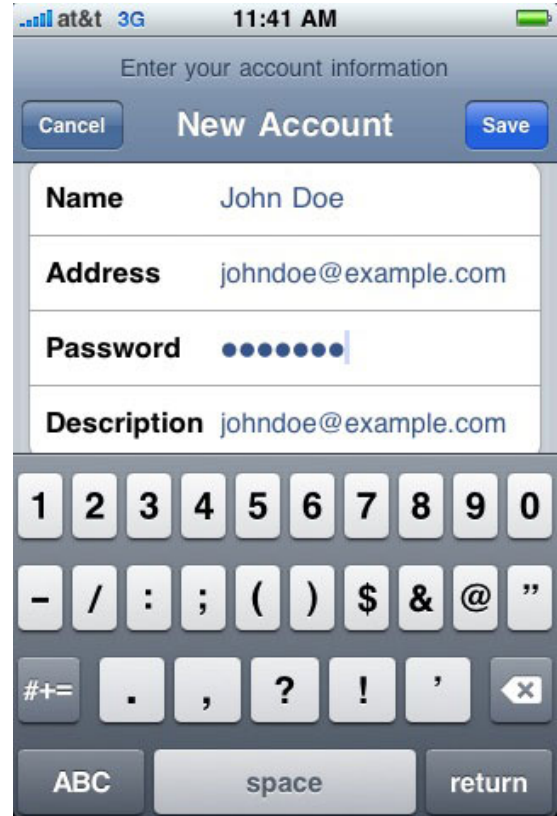 at&t 3G 11:41 AM
Enter your account information
Cancel New Account Save
Name John Doe
Address johndoe@example.com
Password ●●●●●●●
Description johndoe@example.com
1 2 3 4 5 6 7 8 9 0
- / : ; ( ) $ & @ ”
#+= . , ? ! ’
ABC space return